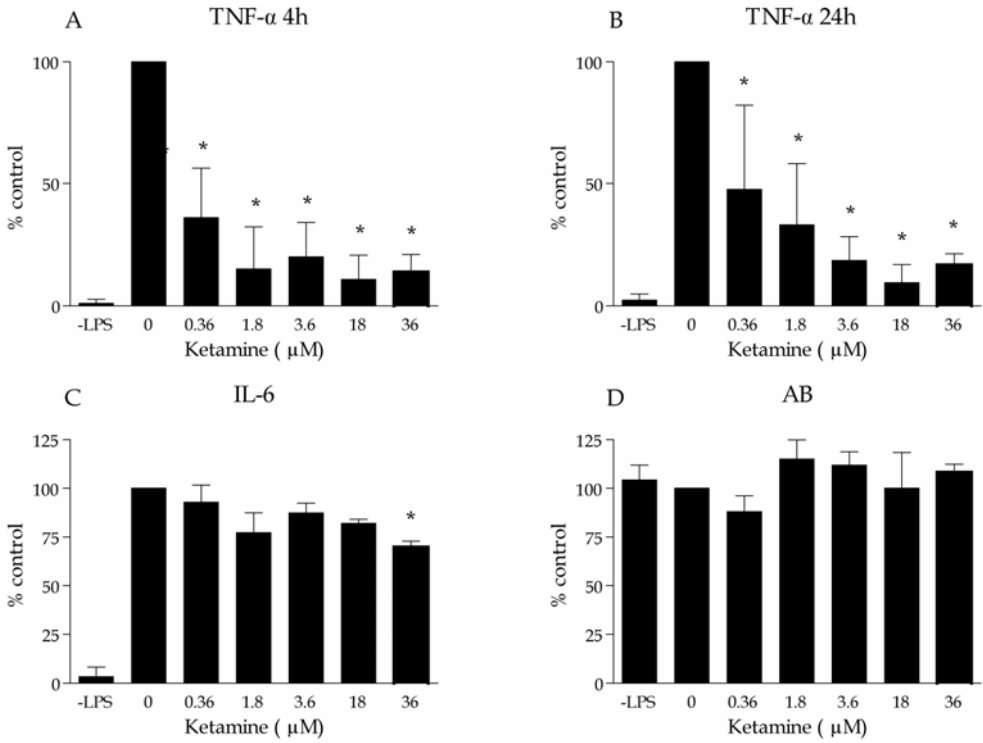 A
TNF-α 4h
100
50
0
% control
*
*
*
*
*
-LPS 0 0.36 1.8 3.6 18 36
Ketamine ( µM)
B
TNF-α 24h
100
50
0
% control
*
*
*
*
*
-LPS 0 0.36 1.8 3.6 18 36
Ketamine ( µM)
C
IL-6
125
100
75
50
25
0
% control
*
-LPS 0 0.36 1.8 3.6 18 36
Ketamine ( µM)
D
AB
125
100
75
50
25
0
% control
-LPS 0 0.36 1.8 3.6 18 36
Ketamine ( µM)